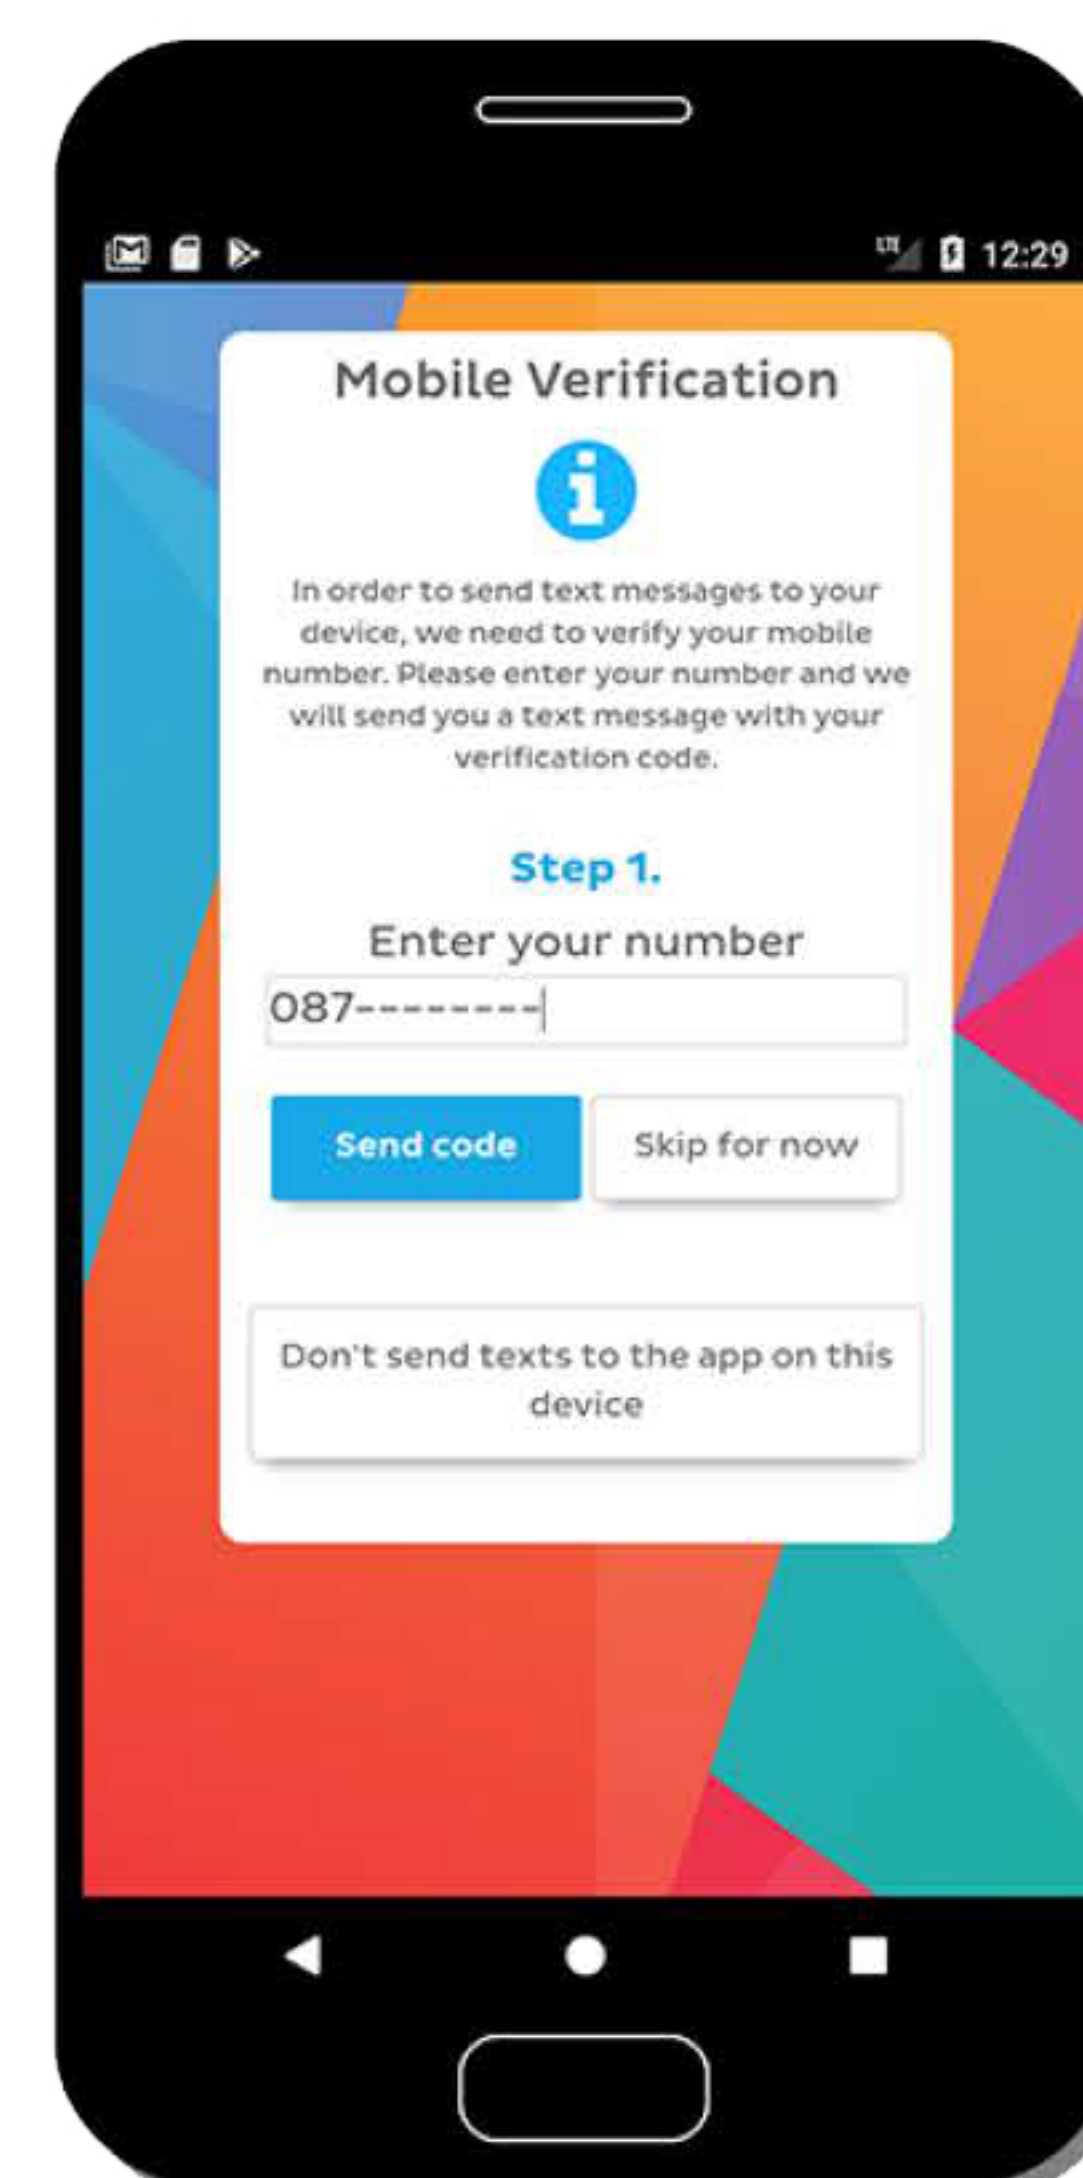 LTE 12:29
Mobile Verification
In order to send text messages to your
device, we need to verify your mobile
number. Please enter your number and we
will send you a text message with your
verification code.
Step 1.
Enter your number
087--------
Send code Skip for now
Don't send texts to the app on this
device